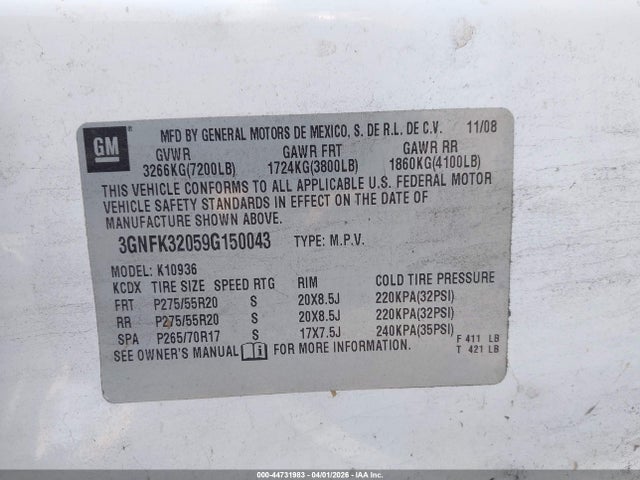 GM ® MFD BY GENERAL MOTORS DE MEXICO, S. DE R.L. DE C.V. 11/08
GVWR GAWR FRT GAWR RR
3266KG(7200LB) 1724KG(3800LB) 1860KG(4100LB)
THIS VEHICLE CONFORMS TO ALL APPLICABLE U.S. FEDERAL MOTOR
VEHICLE SAFETY STANDARDS IN EFFECT ON THE DATE OF
MANUFACTURE SHOWN ABOVE.
3GNFK32059G150043 TYPE: M.P.V.
MODEL: K10936
KCDX TIRE SIZE SPEED RTG RIM COLD TIRE PRESSURE
FRT P275/55R20 S 20X8.5J 220KPA(32PSI)
RR P275/55R20 S 20X8.5J 220KPA(32PSI)
SPA P265/70R17 S 17X7.5J 240KPA(35PSI)
SEE OWNER'S MANUAL i FOR MORE INFORMATION. F 411 LB
T 421 LB
000-44731983 - 04/01/2026 - IAA Inc.